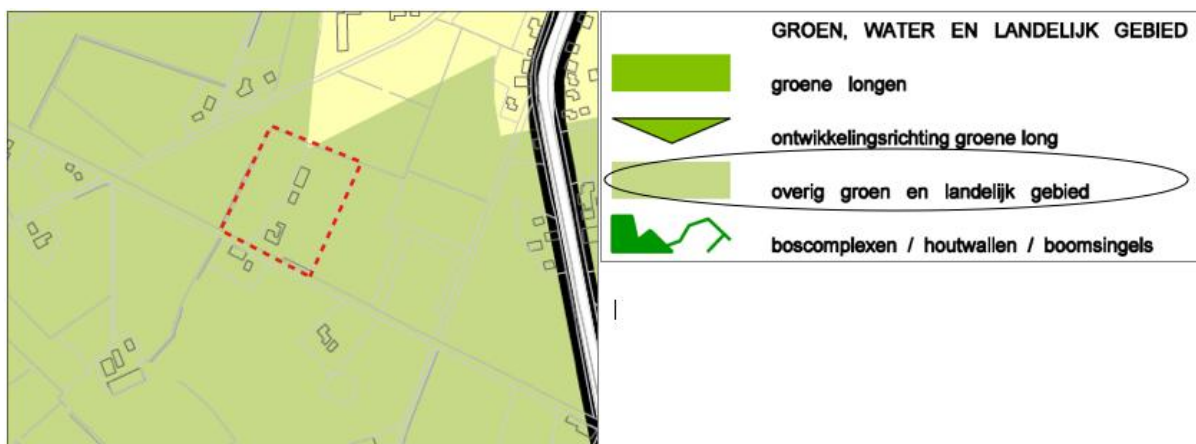 GROEN, WATER EN LANDELIJK GEBIED
groene longen
ontwikkelingsrichting groene long
overig groen en landelijk gebied
boscomplexen / houtwallen / boomsingels